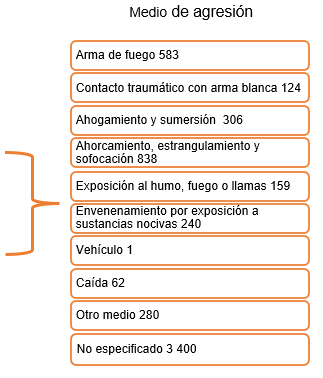 Medio de agresión
Arma de fuego 583
Contacto traumático con arma blanca 124
Ahogamiento y sumersión 306
Ahorcamiento, estrangulamiento y
sofocación 838
Exposición al humo, fuego o llamas 159
Envenenamiento por exposición a
sustancias nocivas 240
Vehículo 1
Caída 62
Otro medio 280
No especificado 3 400